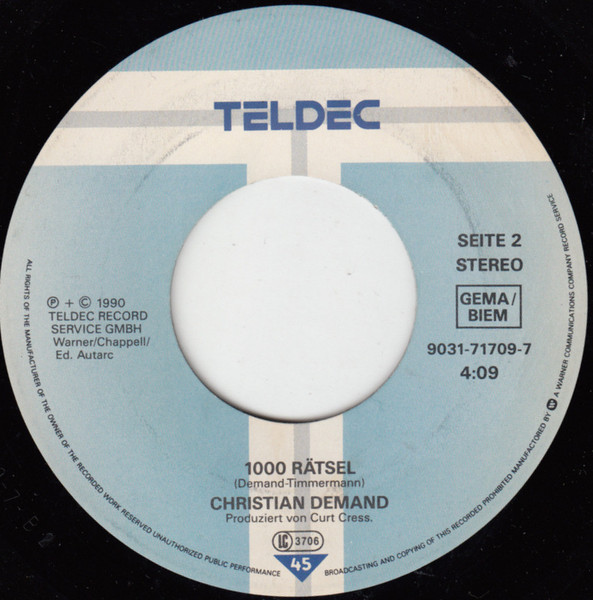 TELDEC
SEITE 2
STEREO
GEMA/
BIEM
9031-71709-7
4:09
℗ + © 1990
TELDEC RECORD
SERVICE GMBH
Warner/Chappell/
Ed. Autarc
1000 RÄTSEL
(Demand-Timmermann)
CHRISTIAN DEMAND
Produziert von Curt Cress.
LC 3706
45
ALL RIGHTS OF THE MANUFACTURER OF THE OWNER OF THE RECORDED WORK RESERVED UNAUTHORIZED PUBLIC PERFORMANCE BROADCASTING AND COPYING OF THIS RECORD PROHIBITED MANUFACTURED BY W A WARNER COMMUNICATIONS COMPANY RECORD SERVICE